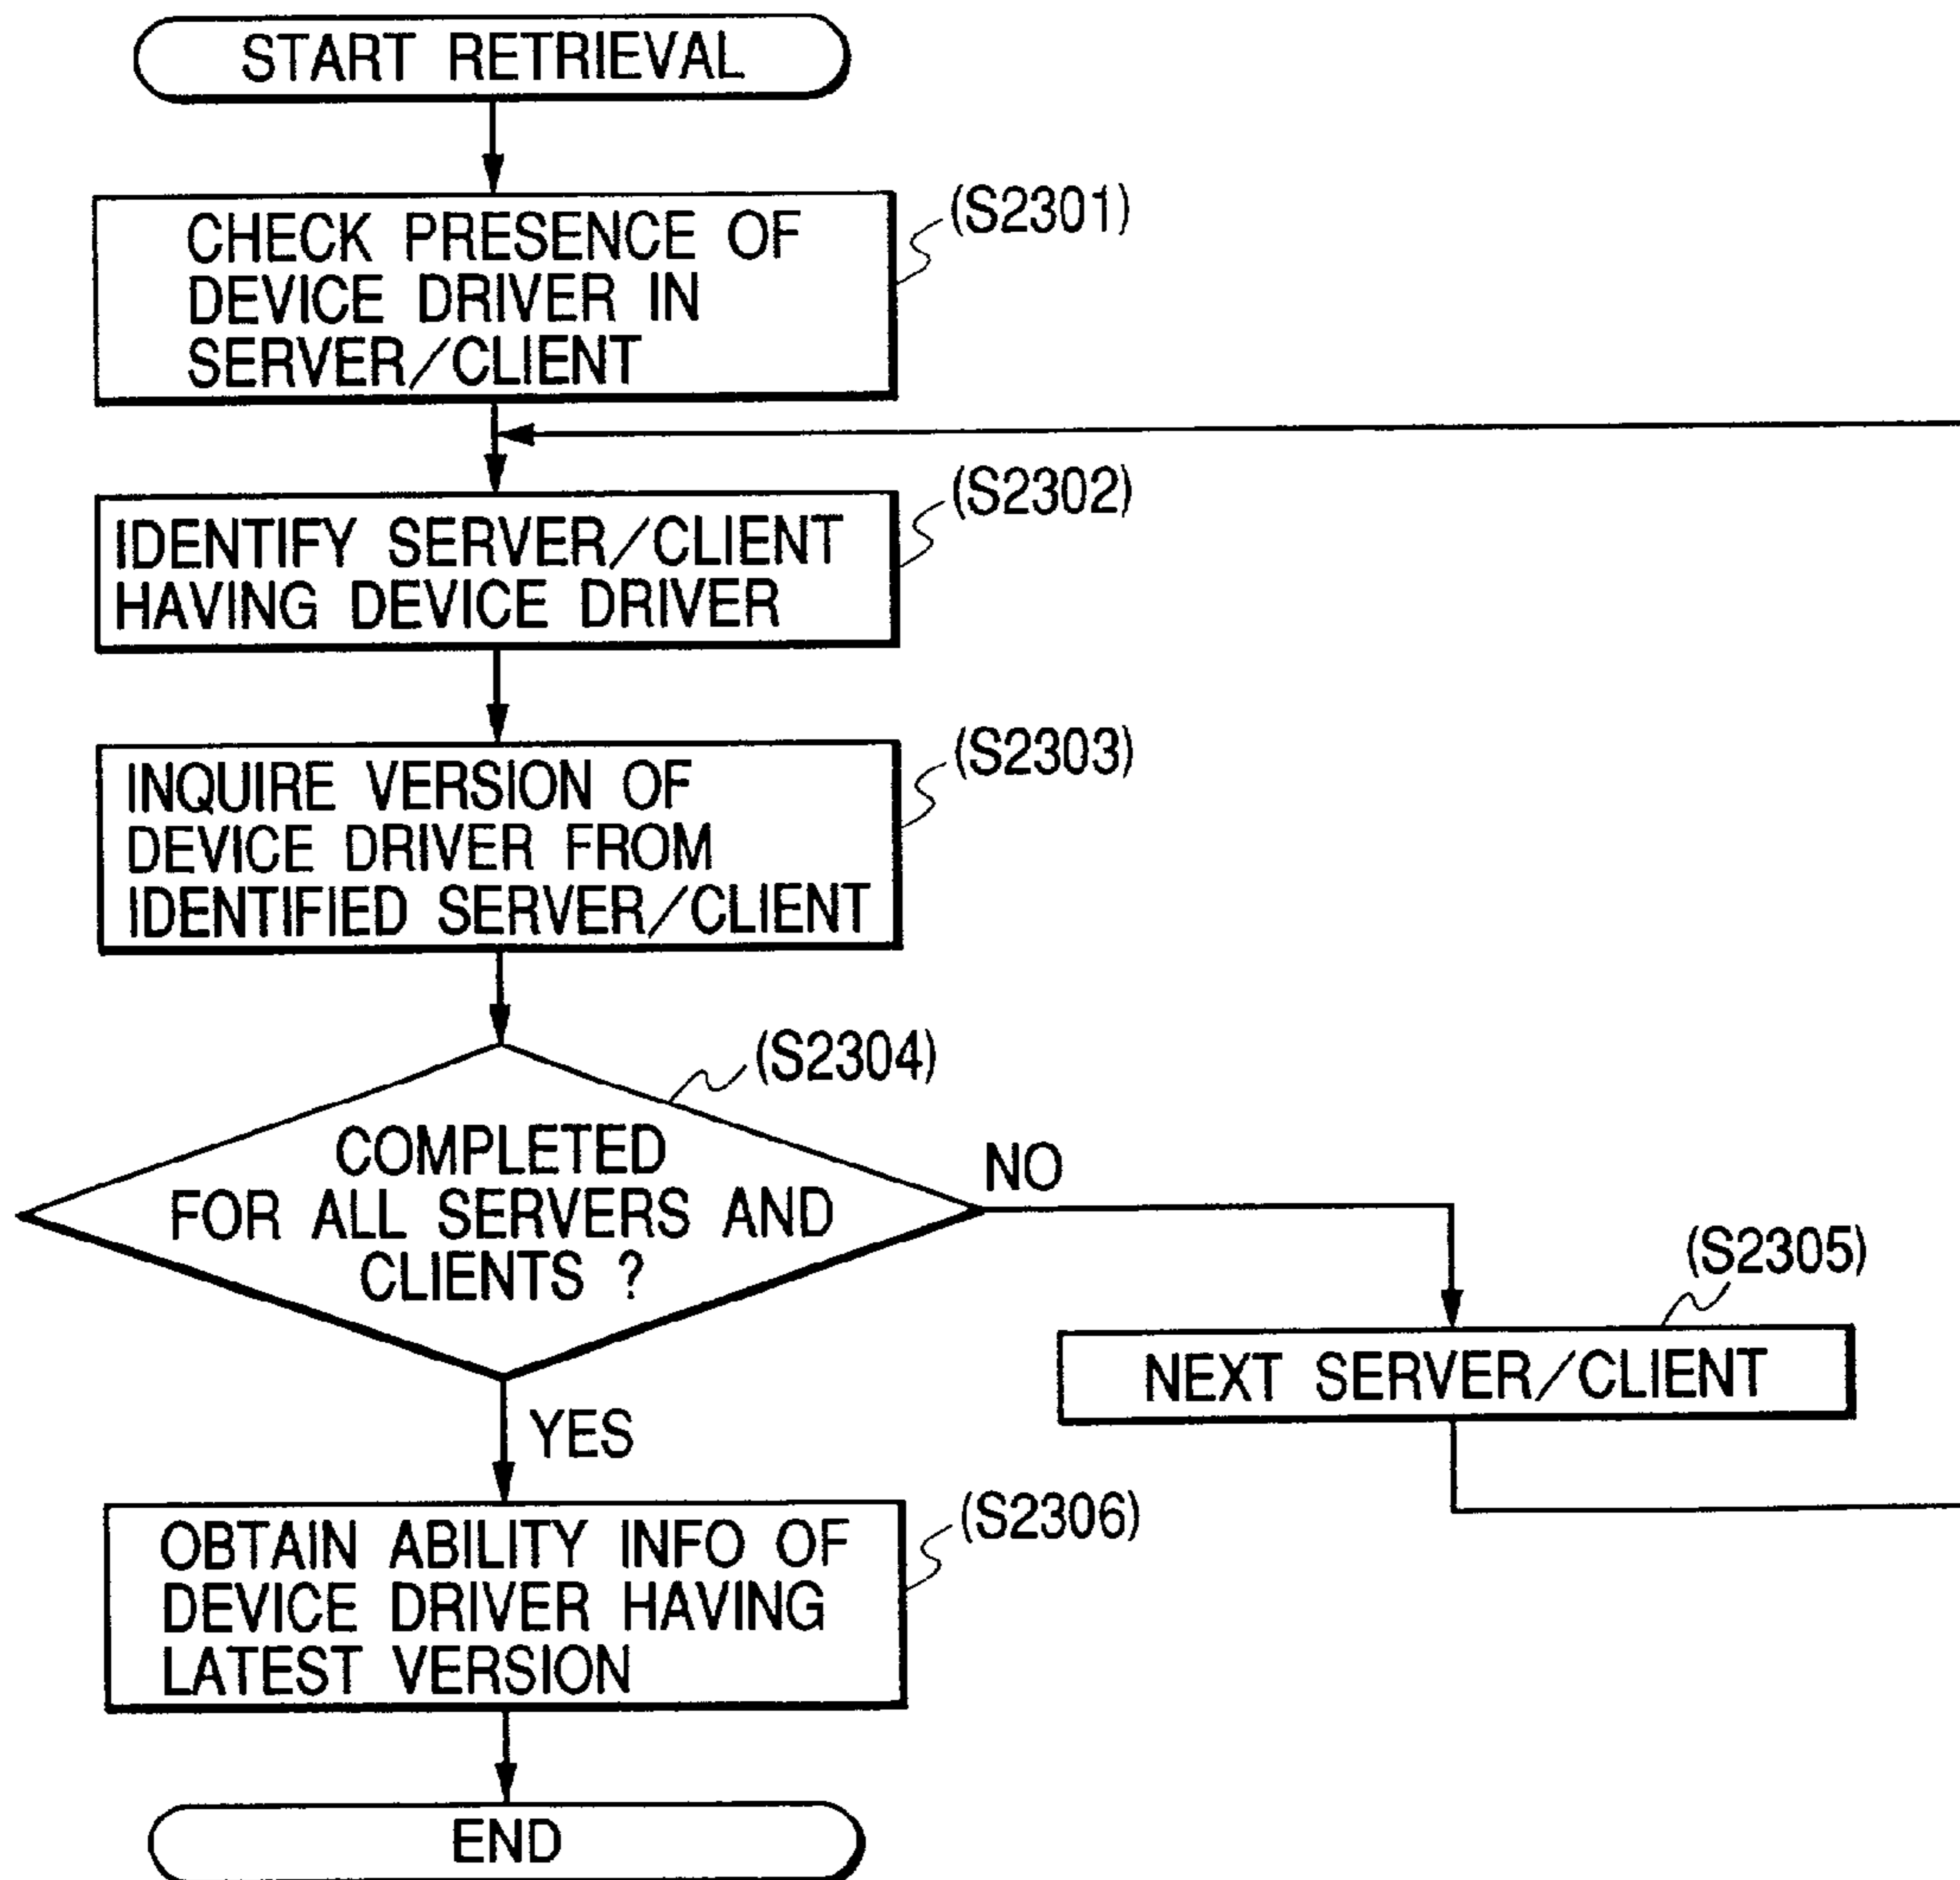 START RETRIEVAL
(S2301)
CHECK PRESENCE OF
DEVICE DRIVER IN
SERVER/CLIENT
(S2302)
IDENTIFY SERVER/CLIENT
HAVING DEVICE DRIVER
(S2303)
INQUIRE VERSION OF
DEVICE DRIVER FROM
IDENTIFIED SERVER/CLIENT
(S2304)
COMPLETED
FOR ALL SERVERS AND
CLIENTS ?
NO
(S2305)
NEXT SERVER/CLIENT
YES
(S2306)
OBTAIN ABILITY INFO OF
DEVICE DRIVER HAVING
LATEST VERSION
END